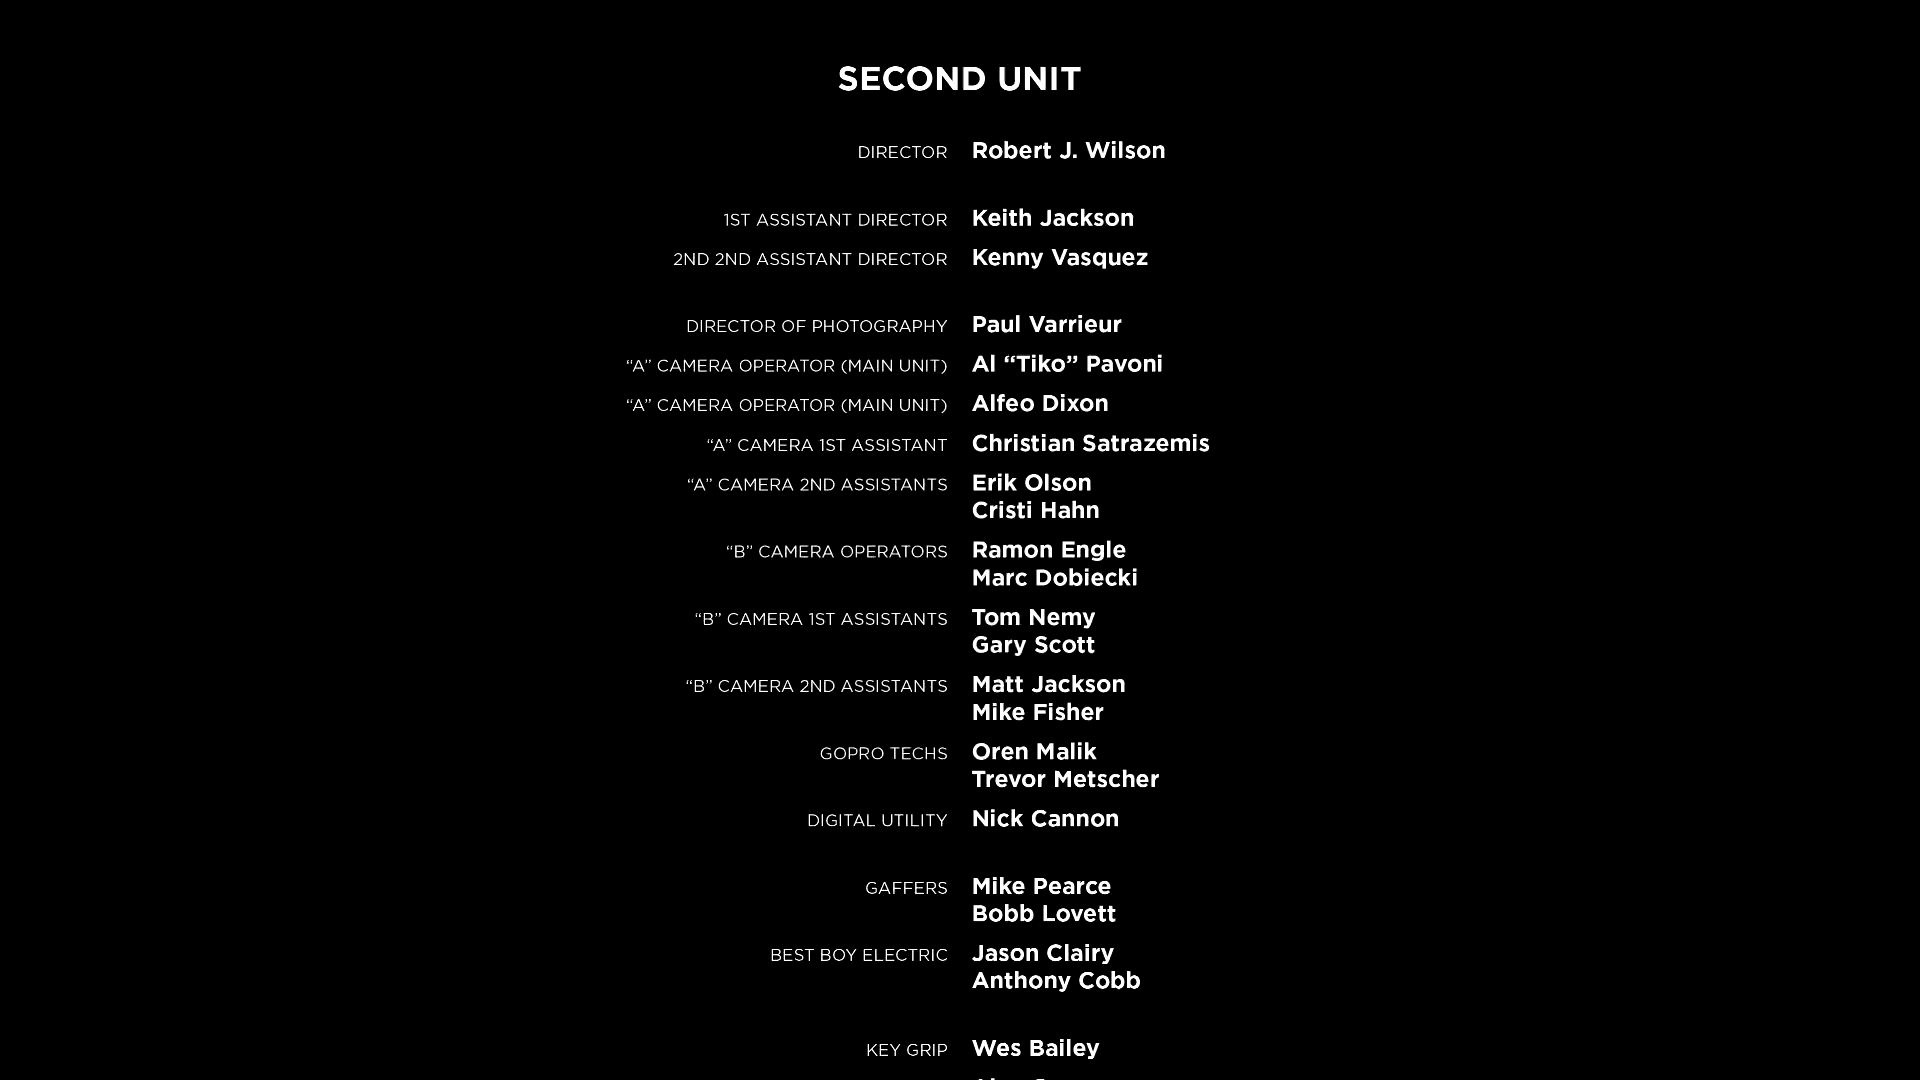 SECOND UNIT
DIRECTOR Robert J. Wilson
1ST ASSISTANT DIRECTOR Keith Jackson
2ND 2ND ASSISTANT DIRECTOR Kenny Vasquez
DIRECTOR OF PHOTOGRAPHY Paul Varrieur
“A” CAMERA OPERATOR (MAIN UNIT) Al “Tiko” Pavoni
“A” CAMERA OPERATOR (MAIN UNIT) Alfeo Dixon
“A” CAMERA 1ST ASSISTANT Christian Satrazemis
“A” CAMERA 2ND ASSISTANTS Erik Olson
Cristi Hahn
“B” CAMERA OPERATORS Ramon Engle
Marc Dobiecki
“B” CAMERA 1ST ASSISTANTS Tom Nemy
Gary Scott
“B” CAMERA 2ND ASSISTANTS Matt Jackson
Mike Fisher
GOPRO TECHS Oren Malik
Trevor Metscher
DIGITAL UTILITY Nick Cannon
GAFFERS Mike Pearce
Bobb Lovett
BEST BOY ELECTRIC Jason Clairy
Anthony Cobb
KEY GRIP Wes Bailey